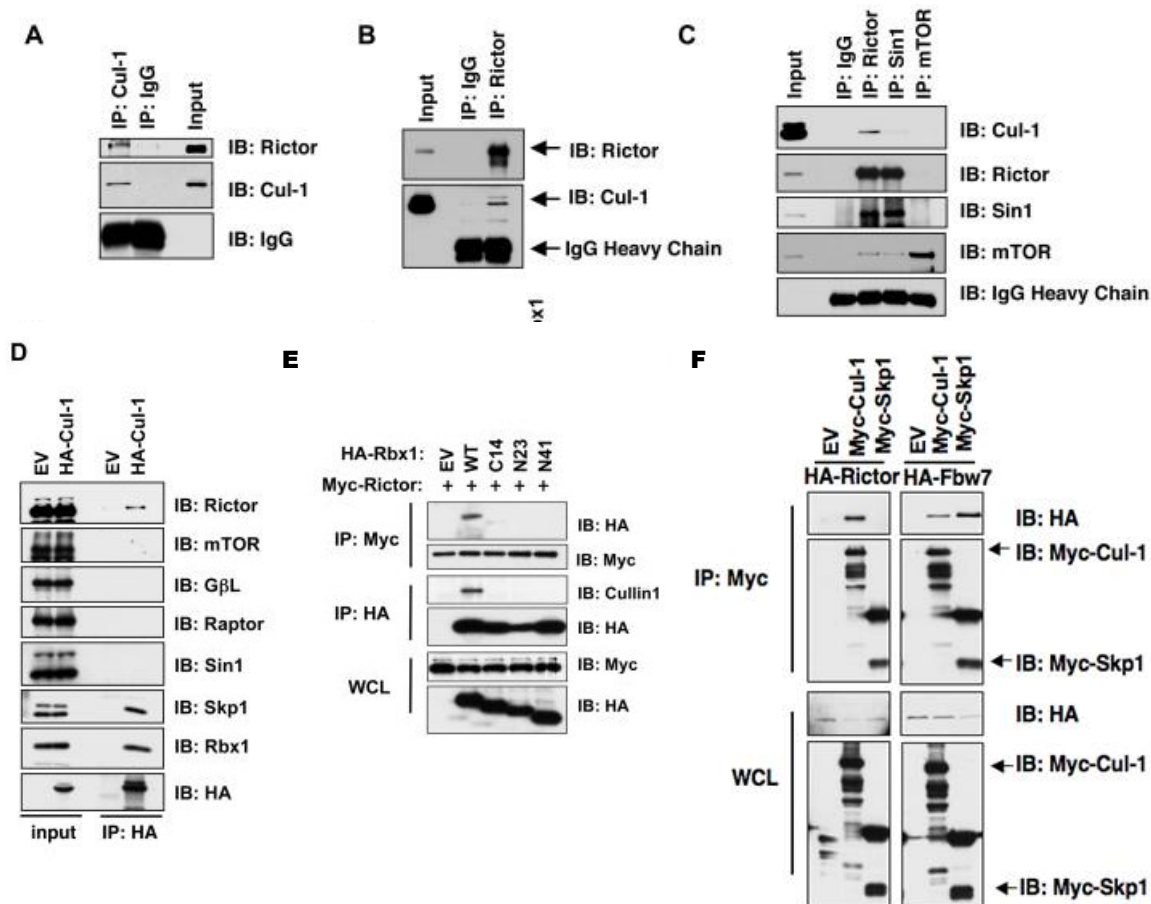 A
IP: Cul-1
IP: IgG
Input
IB: Rictor
IB: Cul-1
IB: IgG
B
Input
IP: IgG
IP: Rictor
IB: Rictor
IB: Cul-1
IgG Heavy Chain
C
Input
IP: IgG
IP: Rictor
IP: Sin1
IP: mTOR
IB: Cul-1
IB: Rictor
IB: Sin1
IB: mTOR
IB: IgG Heavy Chain
D
EV
HA-Cul-1
EV
HA-Cul-1
IB: Rictor
IB: mTOR
IB: GβL
IB: Raptor
IB: Sin1
IB: Skp1
IB: Rbx1
IB: HA
input IP: HA
E
HA-Rbx1: EV WT C14 N23 N41
Myc-Rictor: + + + + +
IP: Myc
IB: HA
IB: Myc
IP: HA
IB: Cullin1
IB: HA
WCL
IB: Myc
IB: HA
F
EV
Myc-Cul-1
Myc-Skp1
EV
Myc-Cul-1
Myc-Skp1
HA-Rictor HA-Fbw7
IP: Myc
IB: HA
IB: Myc-Cul-1
IB: Myc-Skp1
WCL
IB: HA
IB: Myc-Cul-1
IB: Myc-Skp1